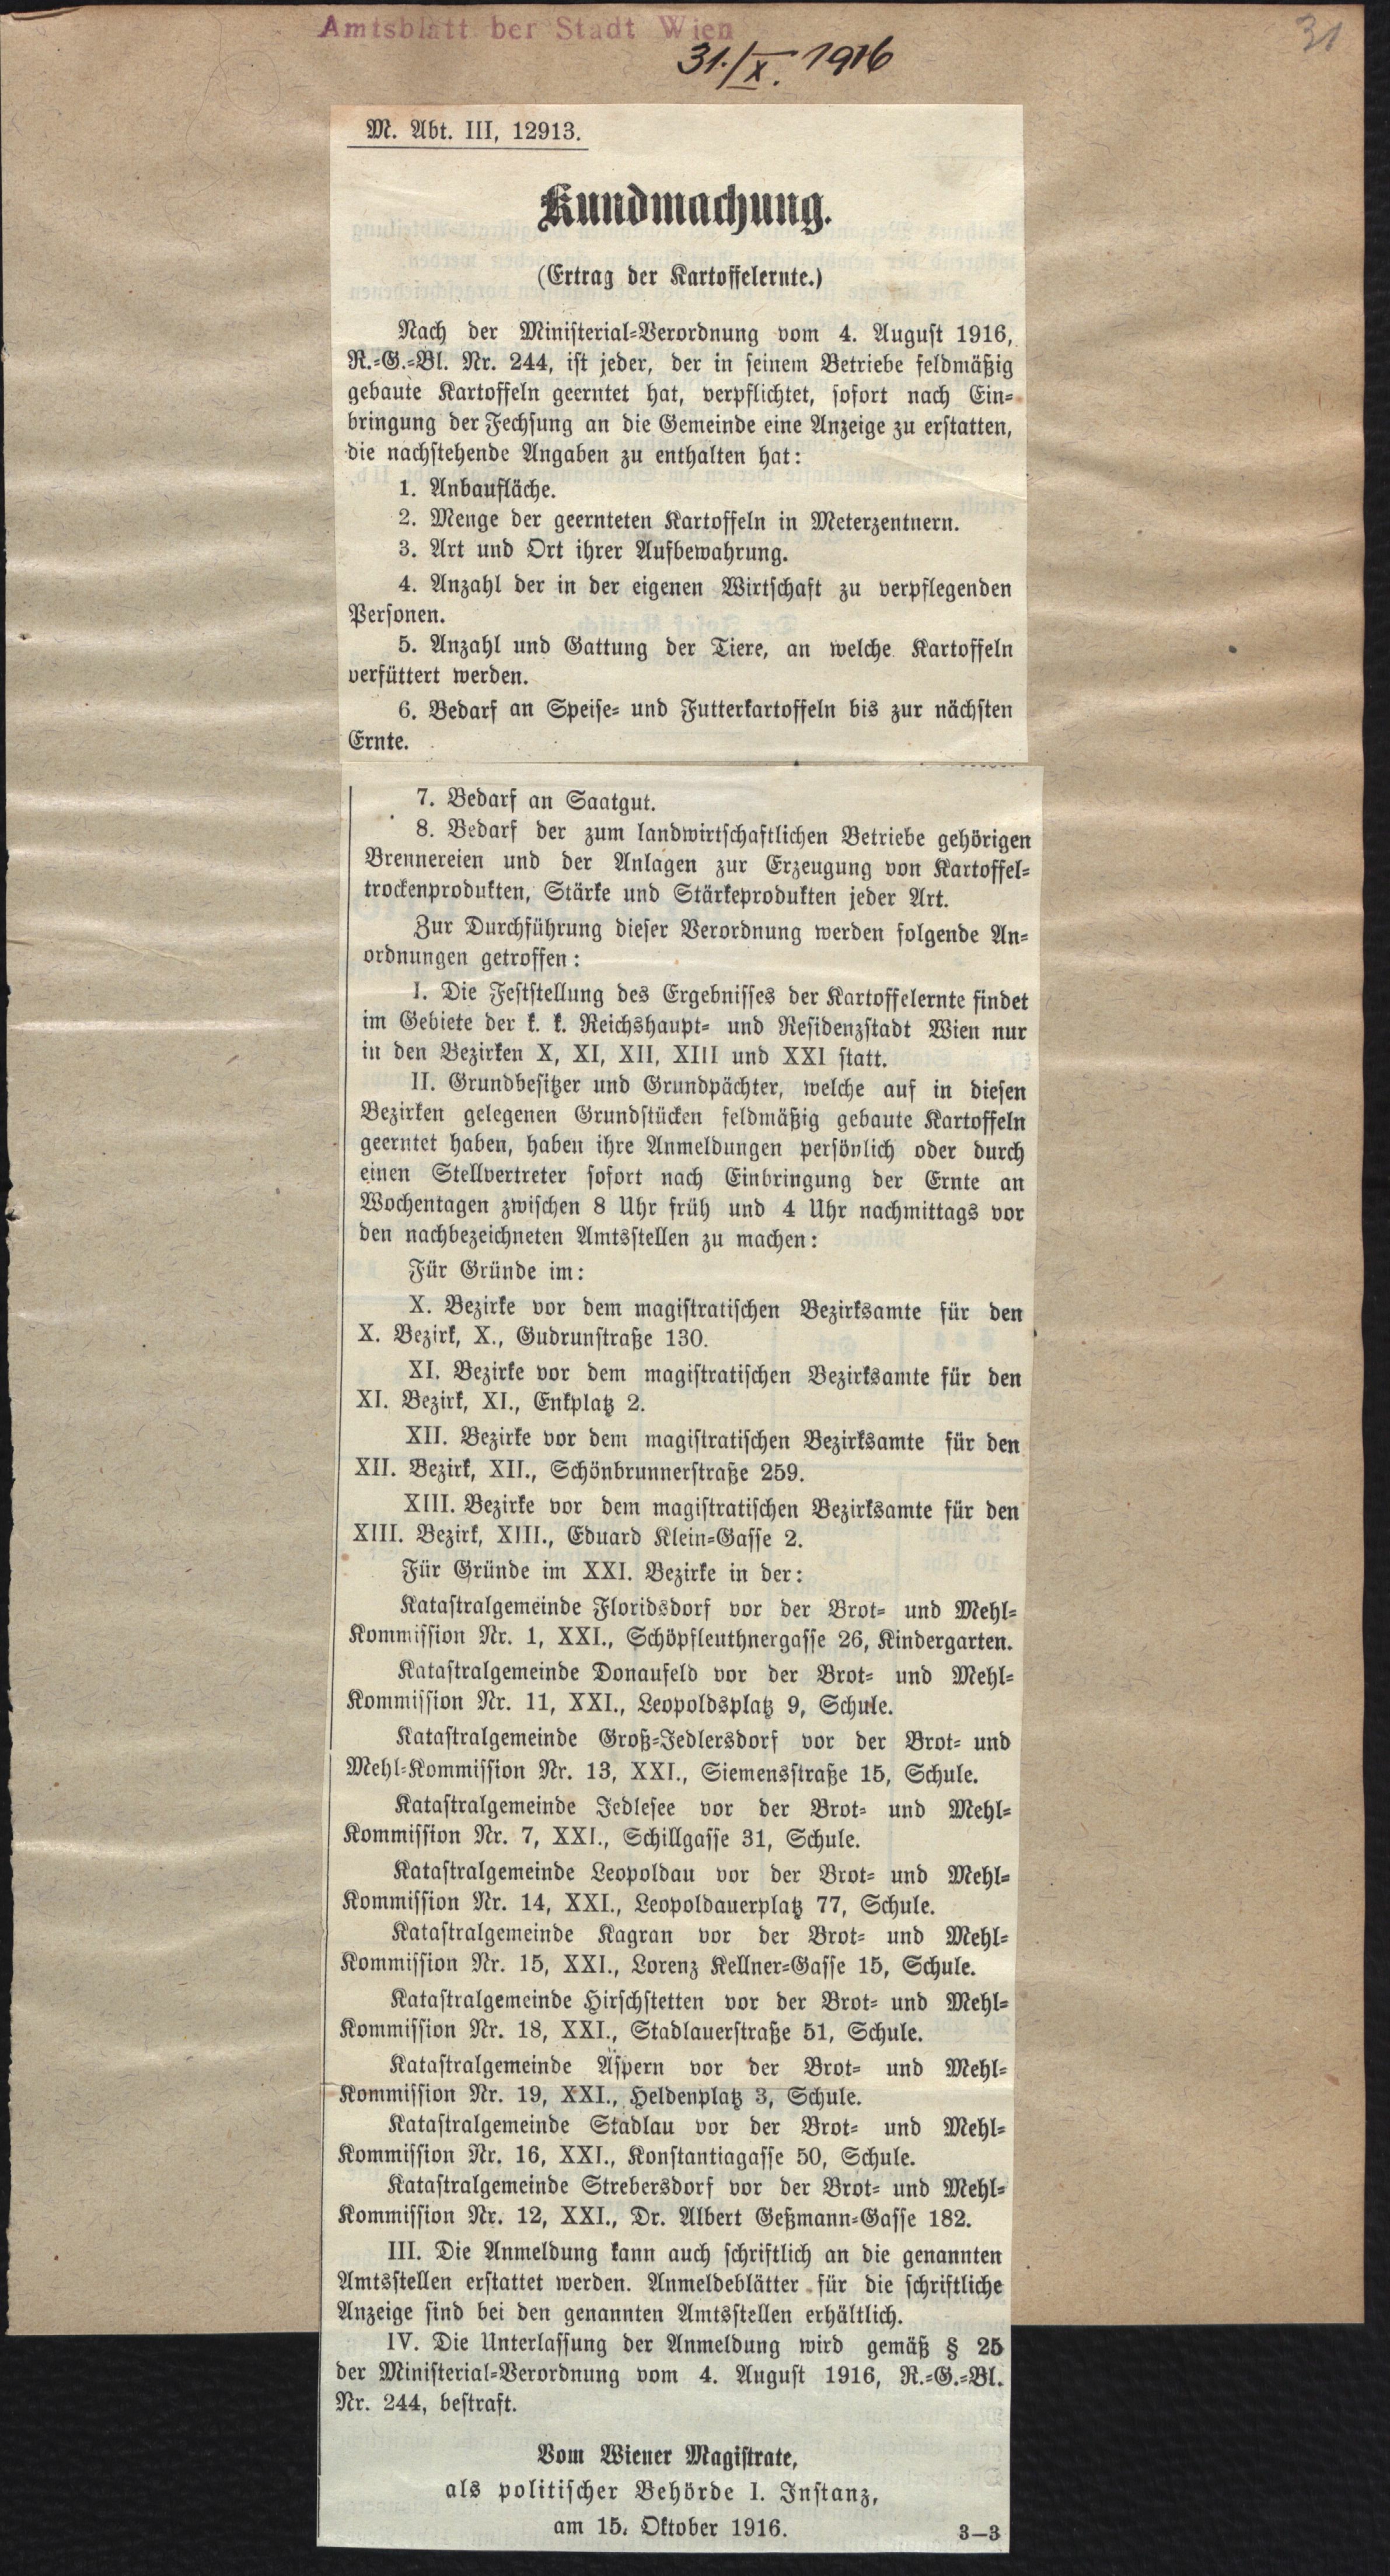 Amtsblatt der Stadt Wien
31./X. 1916
31
M. Abt. III, 12913.
Kundmachung.
(Ertrag der Kartoffelernte.)
Nach der Ministerial-Verordnung vom 4. August 1916,
R.-G.-Bl. Nr. 244, ist jeder, der in seinem Betriebe feldmäßig
gebaute Kartoffeln geerntet hat, verpflichtet, sofort nach Ein-
bringung der Fechsung an die Gemeinde eine Anzeige zu erstatten,
die nachstehende Angaben zu enthalten hat:
1. Anbaufläche.
2. Menge der geernteten Kartoffeln in Meterzentnern.
3. Art und Ort ihrer Aufbewahrung.
4. Anzahl der in der eigenen Wirtschaft zu verpflegenden
Personen.
5. Anzahl und Gattung der Tiere, an welche Kartoffeln
verfüttert werden.
6. Bedarf an Speise- und Futterkartoffeln bis zur nächsten
Ernte.
7. Bedarf an Saatgut.
8. Bedarf der zum landwirtschaftlichen Betriebe gehörigen
Brennereien und der Anlagen zur Erzeugung von Kartoffel-
trockenprodukten, Stärke und Stärkeprodukten jeder Art.
Zur Durchführung dieser Verordnung werden folgende An-
ordnungen getroffen:
I. Die Feststellung des Ergebnisses der Kartoffelernte findet
im Gebiete der k. k. Reichshaupt- und Residenzstadt Wien nur
in den Bezirken X, XI, XII, XIII und XXI statt.
II. Grundbesitzer und Grundpächter, welche auf in diesen
Bezirken gelegenen Grundstücken feldmäßig gebaute Kartoffeln
geerntet haben, haben ihre Anmeldungen persönlich oder durch
einen Stellvertreter sofort nach Einbringung der Ernte an
Wochentagen zwischen 8 Uhr früh und 4 Uhr nachmittags vor
den nachbezeichneten Amtsstellen zu machen:
Für Gründe im:
X. Bezirke vor dem magistratischen Bezirksamte für den
X. Bezirk, X., Gudrunstraße 130.
XI. Bezirke vor dem magistratischen Bezirksamte für den
XI. Bezirk, XI., Enkplatz 2.
XII. Bezirke vor dem magistratischen Bezirksamte für den
XII. Bezirk, XII., Schönbrunnerstraße 259.
XIII. Bezirke vor dem magistratischen Bezirksamte für den
XIII. Bezirk, XIII., Eduard Klein-Gasse 2.
Für Gründe im XXI. Bezirke in der:
Katastralgemeinde Floridsdorf vor der Brot- und Mehl-
Kommission Nr. 1, XXI., Schöpfleuthnergasse 26, Kindergarten.
Katastralgemeinde Donaufeld vor der Brot- und Mehl-
Kommission Nr. 11, XXI., Leopoldsplatz 9, Schule.
Katastralgemeinde Groß-Jedlersdorf vor der Brot- und
Mehl-Kommission Nr. 13, XXI., Siemensstraße 15, Schule.
Katastralgemeinde Jedlesee vor der Brot- und Mehl-
Kommission Nr. 7, XXI., Schillgasse 31, Schule.
Katastralgemeinde Leopoldau vor der Brot- und Mehl-
Kommission Nr. 14, XXI., Leopoldauerplatz 77, Schule.
Katastralgemeinde Kagran vor der Brot- und Mehl-
Kommission Nr. 15, XXI., Lorenz Kellner-Gasse 15, Schule.
Katastralgemeinde Hirschstetten vor der Brot- und Mehl-
Kommission Nr. 18, XXI., Stadlauerstraße 51, Schule.
Katastralgemeinde Aspern vor der Brot- und Mehl-
Kommission Nr. 19, XXI., Heldenplatz 3, Schule.
Katastralgemeinde Stadlau vor der Brot- und Mehl-
Kommission Nr. 16, XXI., Konstantiagasse 50, Schule.
Katastralgemeinde Strebersdorf vor der Brot- und Mehl-
Kommission Nr. 12, XXI., Dr. Albert Geßmann-Gasse 182.
III. Die Anmeldung kann auch schriftlich an die genannten
Amtsstellen erstattet werden. Anmeldeblätter für die schriftliche
Anzeige sind bei den genannten Amtsstellen erhältlich.
IV. Die Unterlassung der Anmeldung wird gemäß § 25
der Ministerial-Verordnung vom 4. August 1916, R.-G.-Bl.
Nr. 244, bestraft.
Vom Wiener Magistrate,
als politischer Behörde I. Instanz,
am 15. Oktober 1916.
3—3